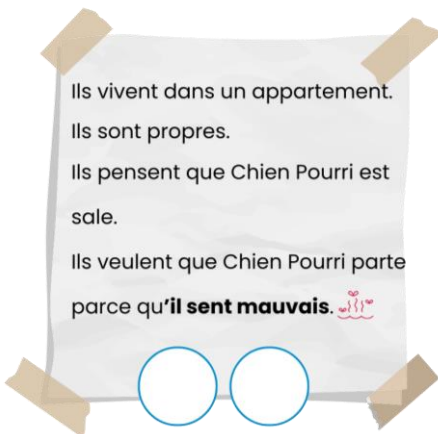 Ils vivent dans un appartement.
Ils sont propres.
Ils pensent que Chien Pourri est
sale.
Ils veulent que Chien Pourri parte
parce qu'il sent mauvais.